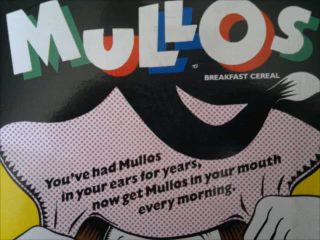 MULLOS
BREAKFAST CEREAL
You've had Mullos
in your ears for years,
now get Mullos in your mouth
every morning.